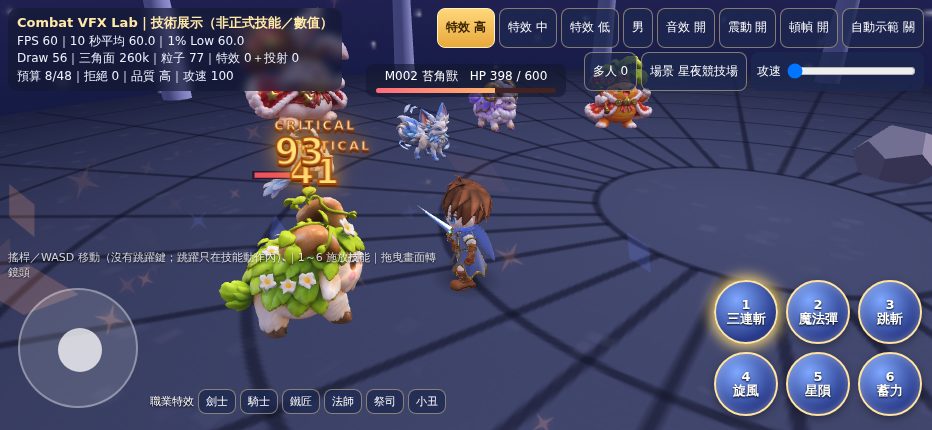 Combat VFX Lab｜技術展示（非正式技能／數值）
FPS 60｜10 秒平均 60.0｜1% Low 60.0
Draw 56｜三角面 260k｜粒子 77｜特效 0＋投射 0
預算 8/48｜拒絕 0｜品質 高｜攻速 100
特效 高
特效 中
特效 低
男
音效 開
震動 開
頓幀 開
自動示範 關
多人 0
場景 星夜競技場
攻速
M002 苔角獸 HP 398 / 600
CRITICAL
93
41
搖桿／WASD 移動（沒有跳躍鍵；跳躍只在技能動作內）｜1～6 施放技能｜拖曳畫面轉
鏡頭
1
三連斬
2
魔法彈
3
跳斬
4
旋風
5
星隕
6
蓄力
職業特效
劍士
騎士
鐵匠
法師
祭司
小丑